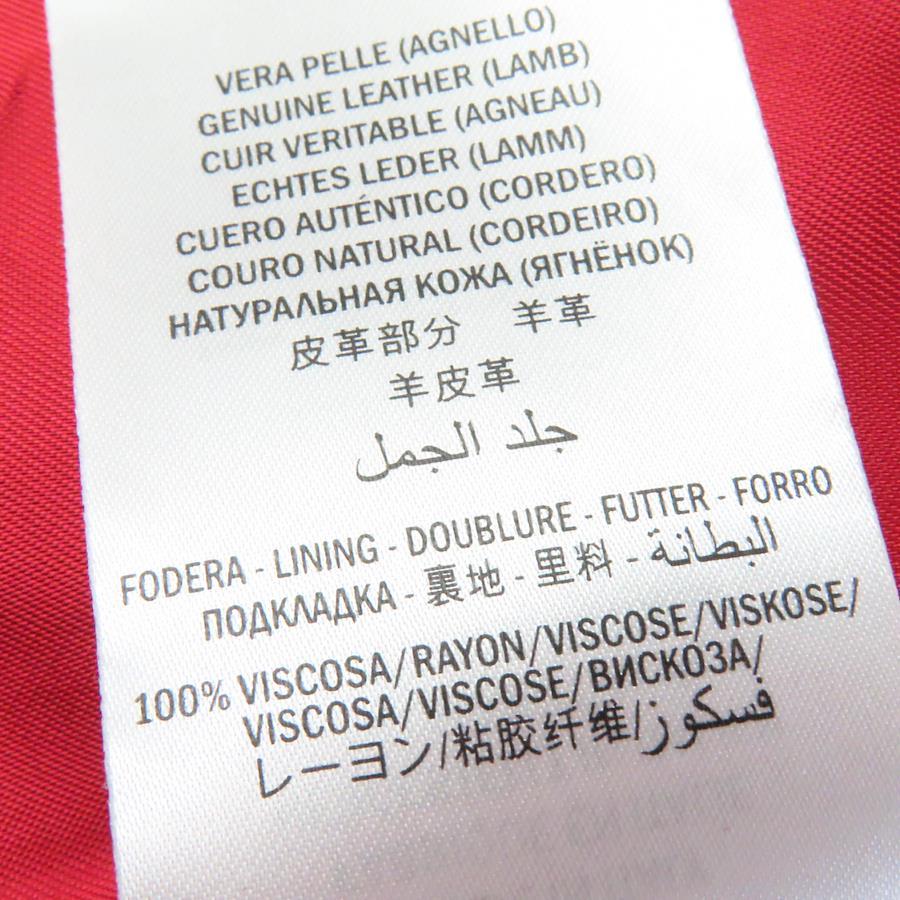 VERA PELLE (AGNELLO)
GENUINE LEATHER (LAMB)
CUIR VERITABLE (AGNEAU)
ECHTES LEDER (LAMM)
CUERO AUTÉNTICO (CORDERO)
COURO NATURAL (CORDEIRO)
НАТУРАЛЬНАЯ КОЖА (ЯГНЁНОК)
皮革部分 羊革
羊皮革
جلد الجمل
FODERA - LINING - DOUBLURE - FUTTER - FORRO
ПОДКЛАДКА - 裏地 - 里料 - البطانة
100% VISCOSA/RAYON/VISCOSE/VISKOSE/
VISCOSA/VISCOSE/ВИСКОЗА/
レーヨン/粘胶纤维/فسكوز